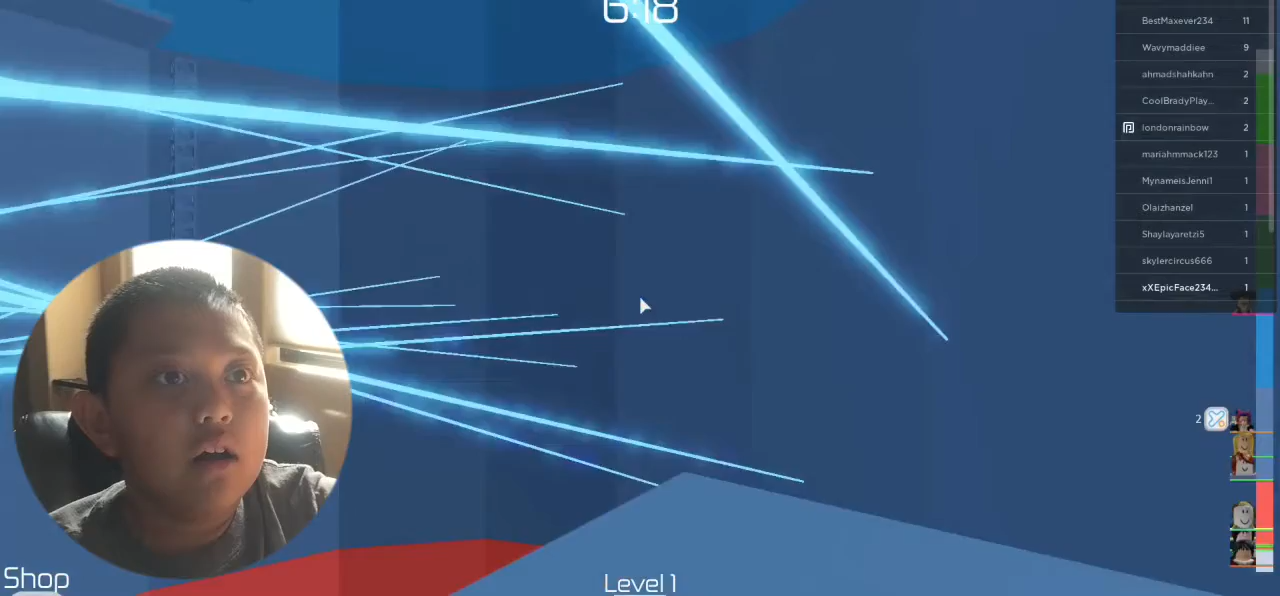 6:18
BestMaxever234 11
Wavymaddiee 9
ahmadshahkahn 2
CoolBradyPlay... 2
londonrainbow 2
mariahmmack123 1
MynameisJenni1 1
Olaizhanzel 1
Shaylayaretzi5 1
skylercircus666 1
xXEpicFace234... 1
2
Shop
Level 1